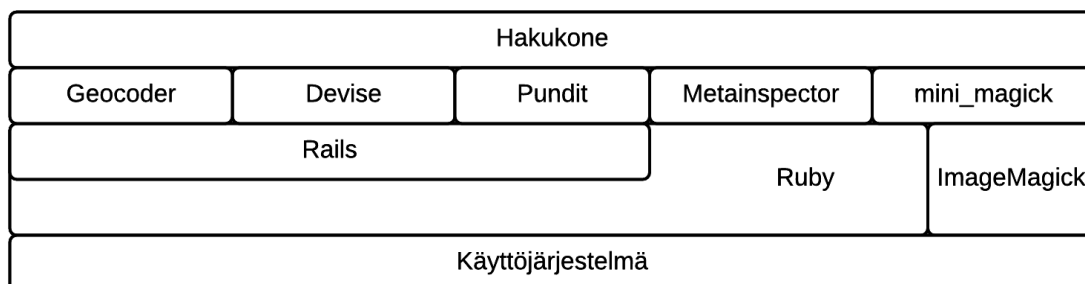 Hakukone
Geocoder Devise Pundit Metainspector mini_magick
Rails
Ruby ImageMagick
Käyttöjärjestelmä